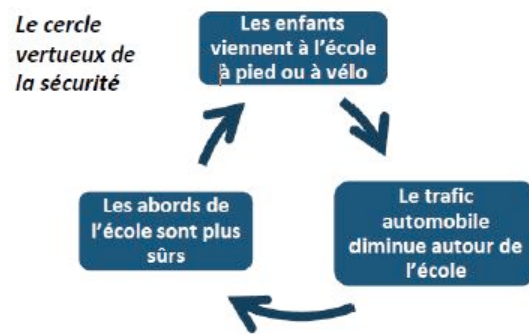 Le cercle
vertueux de
la sécurité
Les enfants
viennent à l'école
à pied ou à vélo
Le trafic
automobile
diminue autour de
l'école
Les abords de
l'école sont plus
sûrs